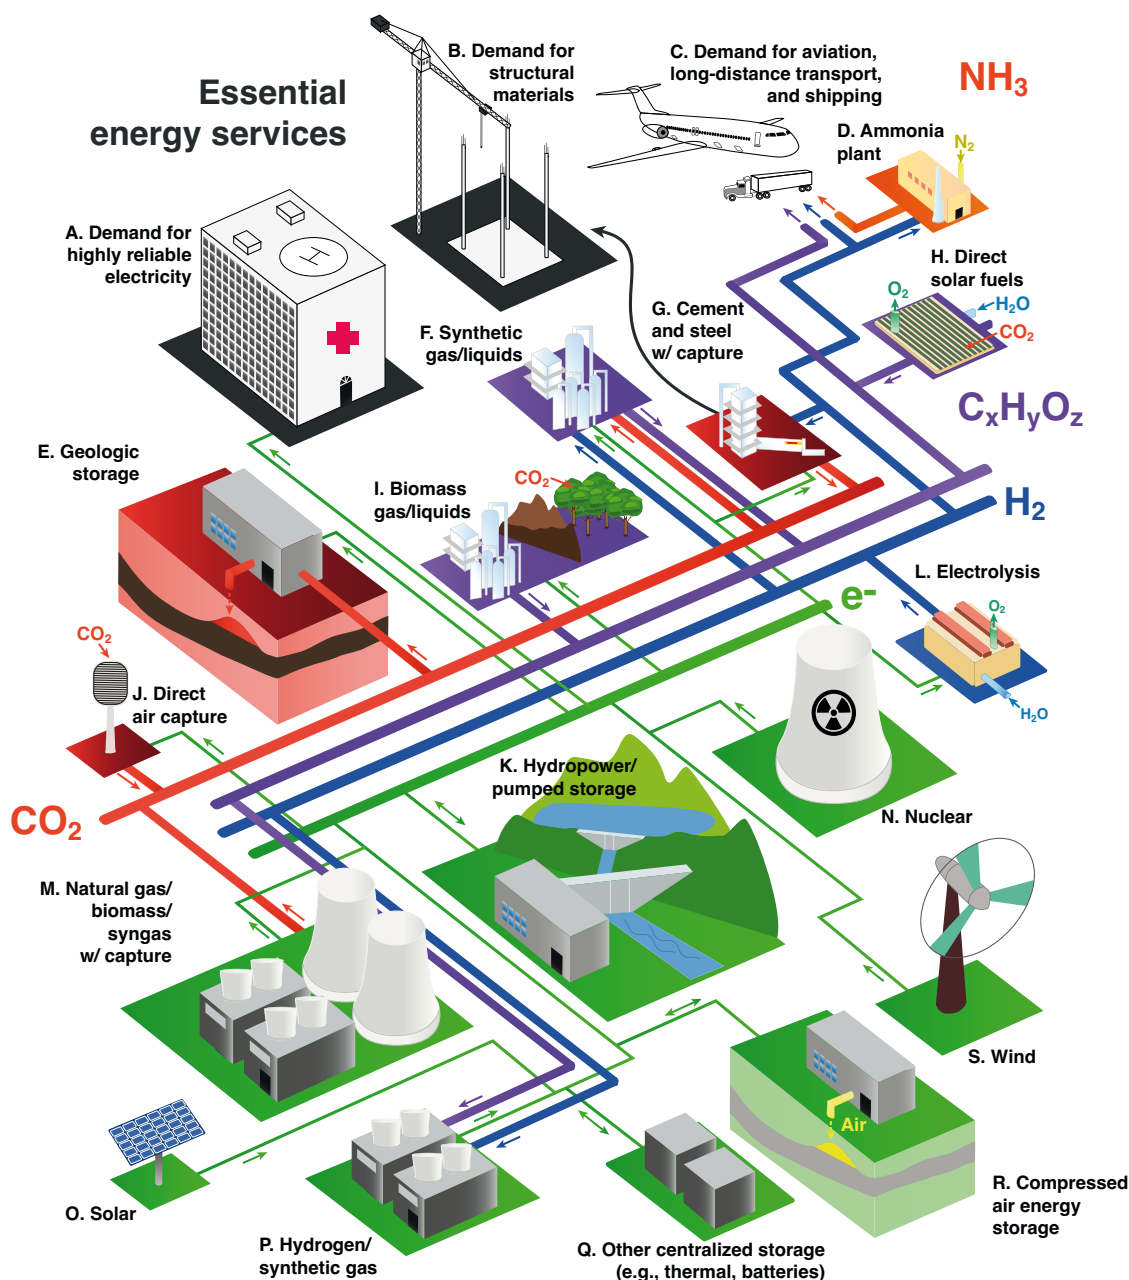 Essential
energy services
B. Demand for
structural
materials
C. Demand for aviation,
long-distance transport,
and shipping
NH3
D. Ammonia
plant
N2
A. Demand for
highly reliable
electricity
H
H. Direct
solar fuels
O2
H2O
CO2
G. Cement
and steel
w/ capture
F. Synthetic
gas/liquids
CxHyOz
E. Geologic
storage
I. Biomass
gas/liquids
CO2
H2
L. Electrolysis
O2
H2O
e-
CO2
J. Direct
air capture
K. Hydropower/
pumped storage
N. Nuclear
CO2
M. Natural gas/
biomass/
syngas
w/ capture
S. Wind
Air
R. Compressed
air energy
storage
O. Solar
P. Hydrogen/
synthetic gas
Q. Other centralized storage
(e.g., thermal, batteries)